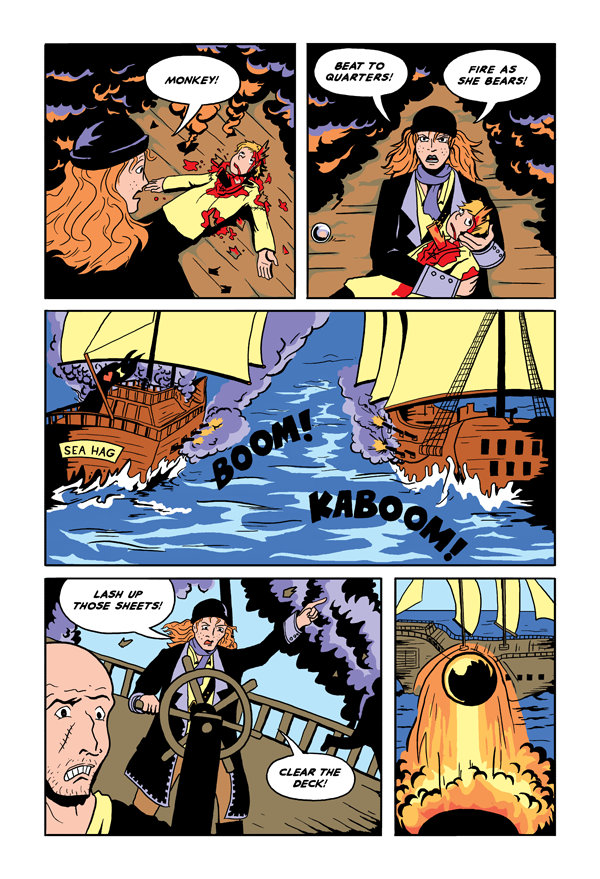 MONKEY!
BEAT TO
QUARTERS!
FIRE AS
SHE BEARS!
SEA HAG
BOOM!
KABOOM!
LASH UP
THOSE SHEETS!
CLEAR THE
DECK!